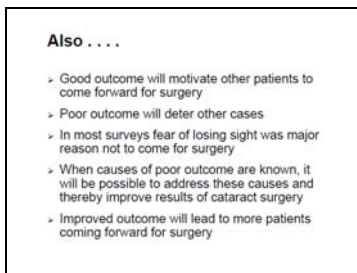 Also . . . .
➢ Good outcome will motivate other patients to
come forward for surgery
➢ Poor outcome will deter other cases
➢ In most surveys fear of losing sight was major
reason not to come for surgery
➢ When causes of poor outcome are known, it
will be possible to address these causes and
thereby improve results of cataract surgery
➢ Improved outcome will lead to more patients
coming forward for surgery